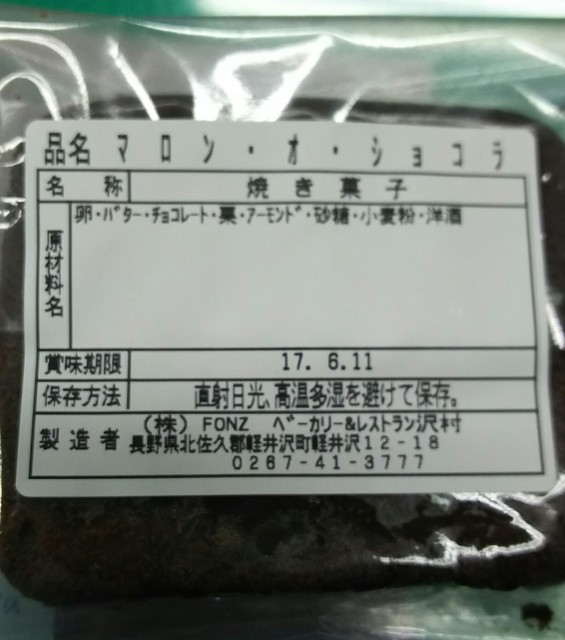 品名 マロン・オ・ショコラ
名称 焼き菓子
原材料名 卵・バター・チョコレート・栗・アーモンド・砂糖・小麦粉・洋酒
賞味期限 17. 6.11
保存方法 直射日光、高温多湿を避けて保存。
製造者 (株) FONZ ベーカリー&レストラン沢村
長野県北佐久郡軽井沢町軽井沢12-18
0267-41-3777